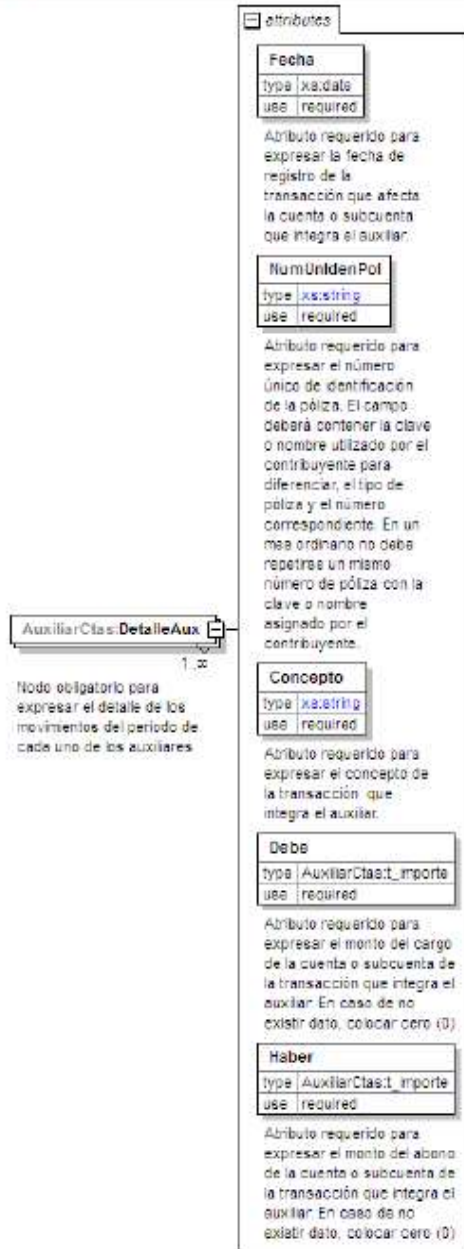 attributes
Fecha
type xs:date
use required
Atributo requerido para
expresar la fecha de
registro de la
transacción que afecta
la cuenta o subcuenta
que integra el auxiliar.
NumUnIdenPol
type xs:string
use required
Atributo requerido para
expresar el número
único de identificación
de la póliza. El campo
deberá contener la clave
o nombre utilizado por el
contribuyente para
diferenciar, el tipo de
póliza y el número
correspondiente. En un
mes ordinario no debe
repetirse un mismo
número de póliza con la
clave o nombre
asignado por el
contribuyente.
AuxiliarCtas:DetalleAux
1..∞
Nodo obligatorio para
expresar el detalle de los
movimientos del periodo de
cada uno de los auxiliares
Concepto
type xs:string
use required
Atributo requerido para
expresar el concepto de
la transacción que
integra el auxiliar.
Debe
type AuxiliarCtas:t_Importe
use required
Atributo requerido para
expresar el monto del cargo
de la cuenta o subcuenta de
la transacción que integra el
auxiliar. En caso de no
existir dato, colocar cero (0)
Haber
type AuxiliarCtas:t_Importe
use required
Atributo requerido para
expresar el monto del abono
de la cuenta o subcuenta de
la transacción que integra el
auxiliar. En caso de no
existir dato, colocar cero (0)